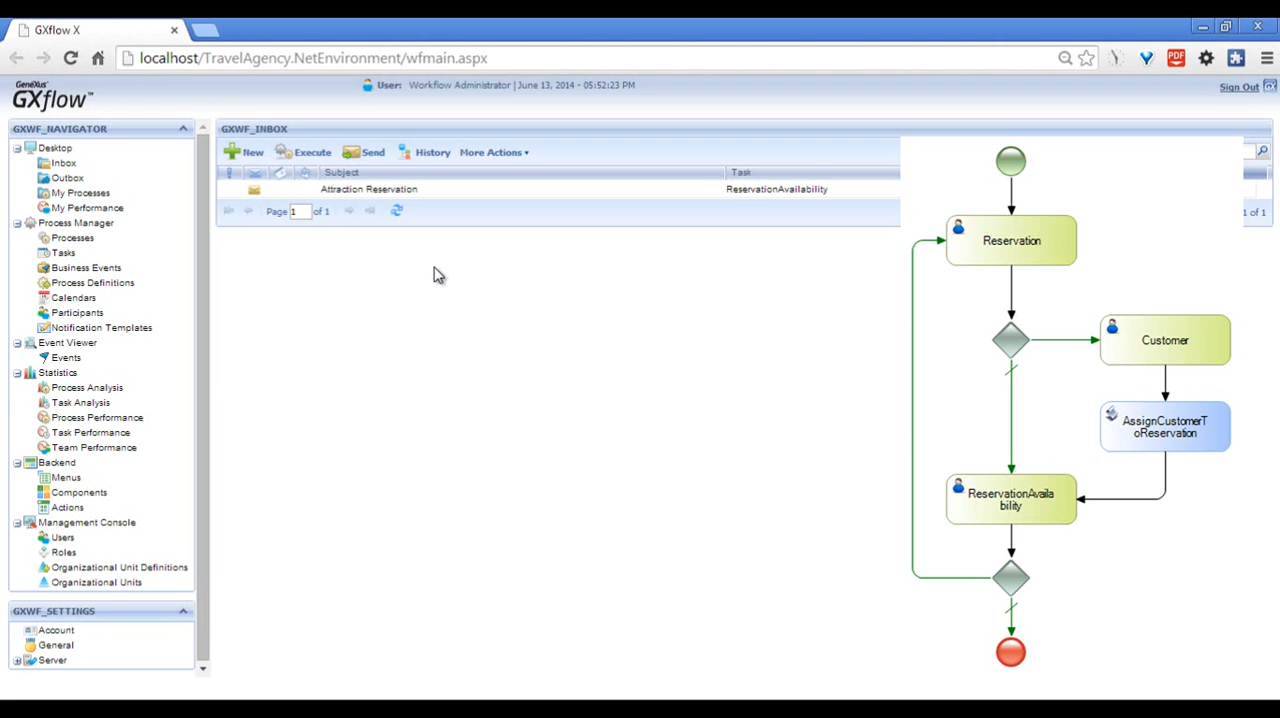 GXflow X
localhost/TravelAgency.NetEnvironment/wfmain.aspx
PDF
GeneXus
GXflow™
User: Workflow Administrator | June 13, 2014 - 05:52:23 PM
Sign Out
GXWF_NAVIGATOR
Desktop
Inbox
Outbox
My Processes
My Performance
Process Manager
Processes
Tasks
Business Events
Process Definitions
Calendars
Participants
Notification Templates
Event Viewer
Events
Statistics
Process Analysis
Task Analysis
Process Performance
Task Performance
Team Performance
Backend
Menus
Components
Actions
Management Console
Users
Roles
Organizational Unit Definitions
Organizational Units
GXWF_SETTINGS
Account
General
Server
GXWF_INBOX
New Execute Send History More Actions
Subject Task
Attraction Reservation ReservationAvailability
Page 1 of 1
1 of 1
Reservation
Customer
AssignCustomerT
oReservation
ReservationAvaila
bility